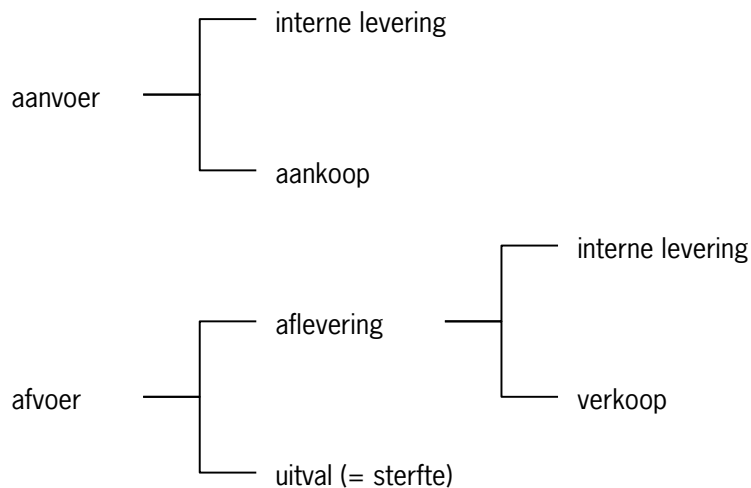 interne levering
aanvoer
aankoop
interne levering
aflevering
afvoer
verkoop
uitval (= sterfte)